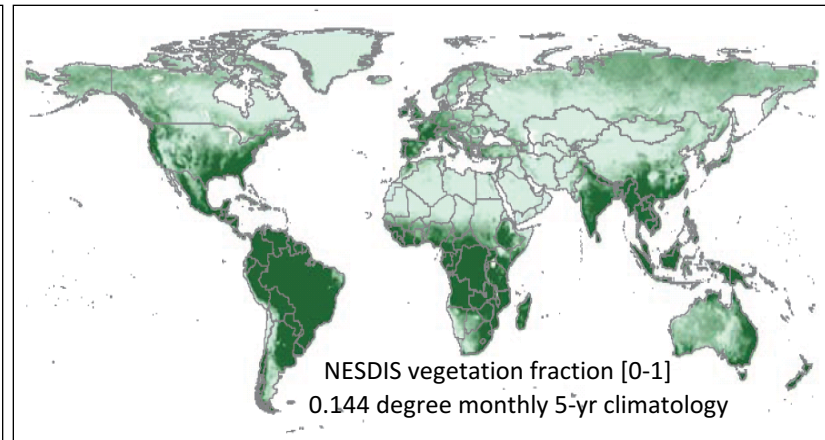 NESDIS vegetation fraction [0-1]
0.144 degree monthly 5-yr climatology